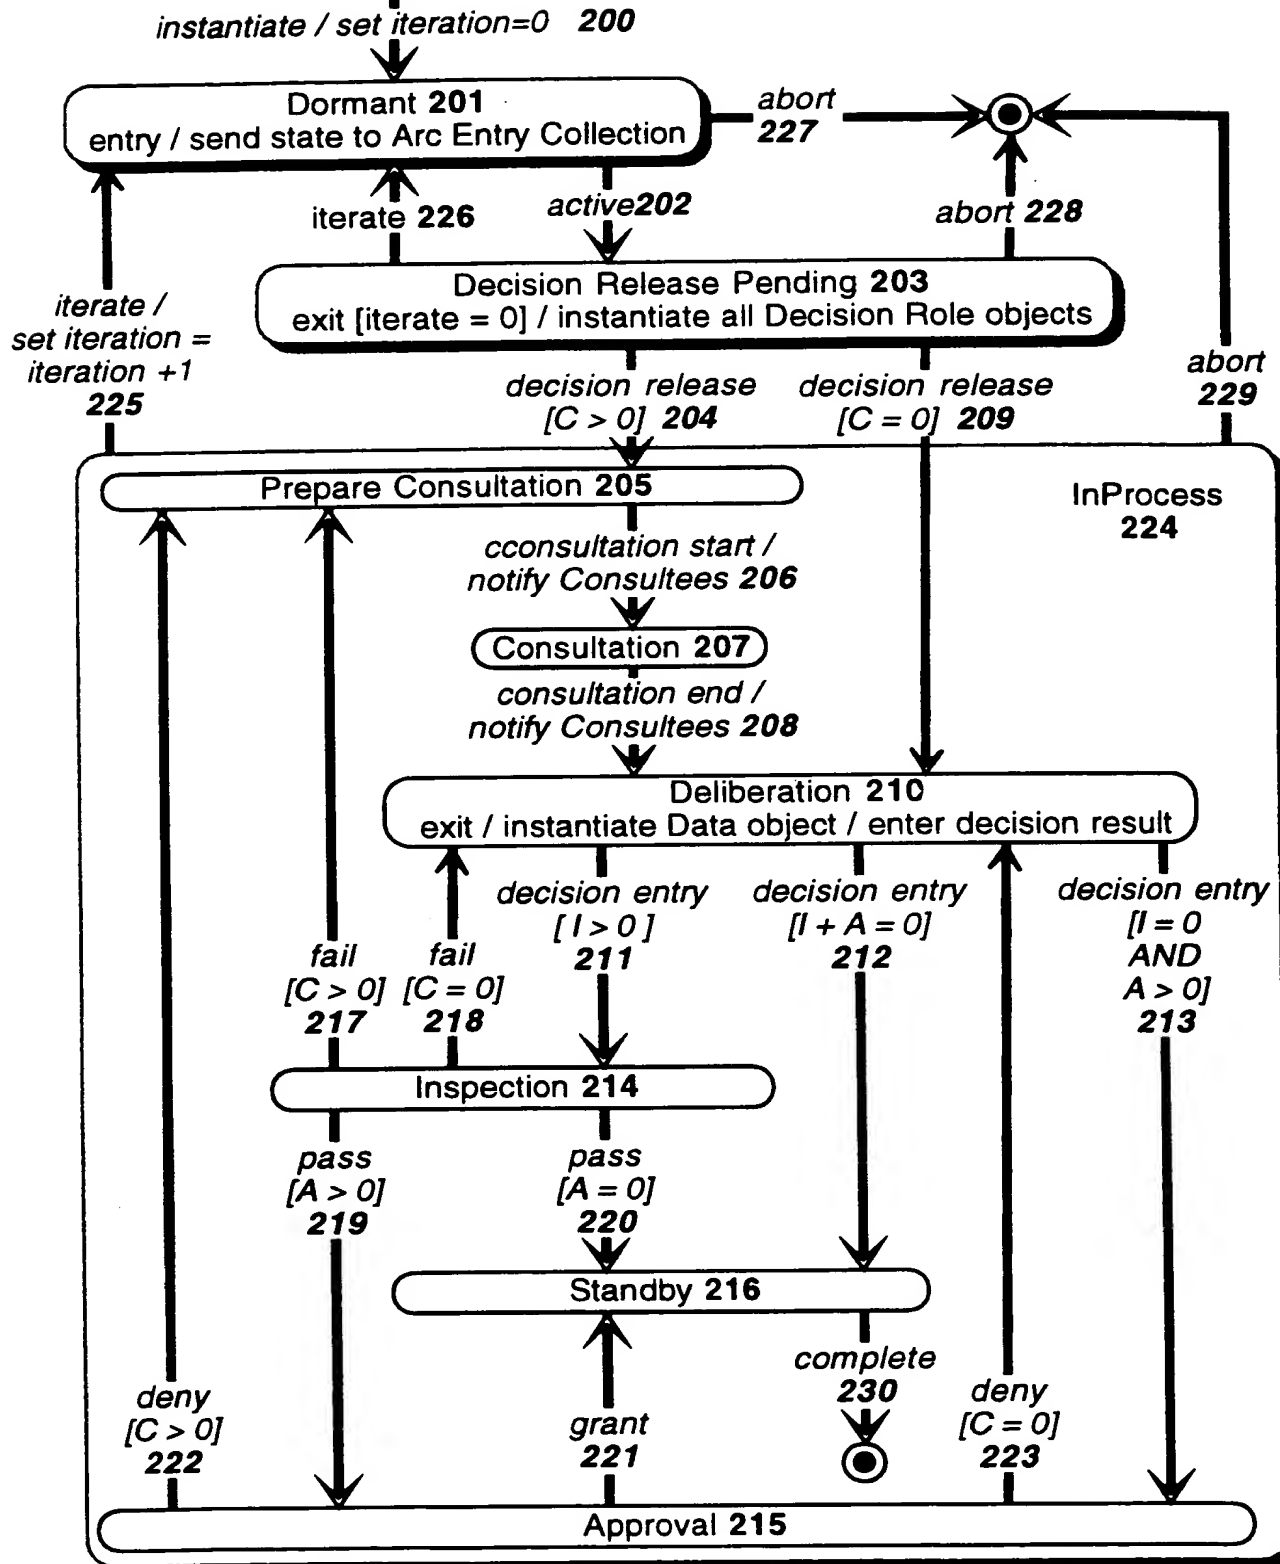 instantiate / set iteration=0 200
Dormant 201
entry / send state to Arc Entry Collection
abort
227
iterate 226
active202
abort 228
Decision Release Pending 203
exit [iterate = 0] / instantiate all Decision Role objects
iterate /
set iteration =
iteration +1
225
decision release
[C > 0] 204
decision release
[C = 0] 209
abort
229
Prepare Consultation 205
InProcess
224
cconsultation start /
notify Consultees 206
Consultation 207
consultation end /
notify Consultees 208
Deliberation 210
exit / instantiate Data object / enter decision result
decision entry
[ I > 0 ]
211
decision entry
[I + A = 0]
212
decision entry
[I = 0
AND
A > 0]
213
fail
[C > 0]
217
fail
[C = 0]
218
Inspection 214
pass
[A > 0]
219
pass
[A = 0]
220
Standby 216
complete
230
deny
[C > 0]
222
grant
221
deny
[C = 0]
223
Approval 215